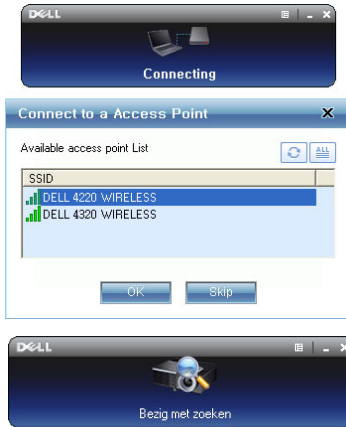 DELL
Connecting
Connect to a Access Point
Available access point List
ALL
SSID
DELL 4220 WIRELESS
DELL 4320 WIRELESS
OK
Skip
DELL
Bezig met zoeken